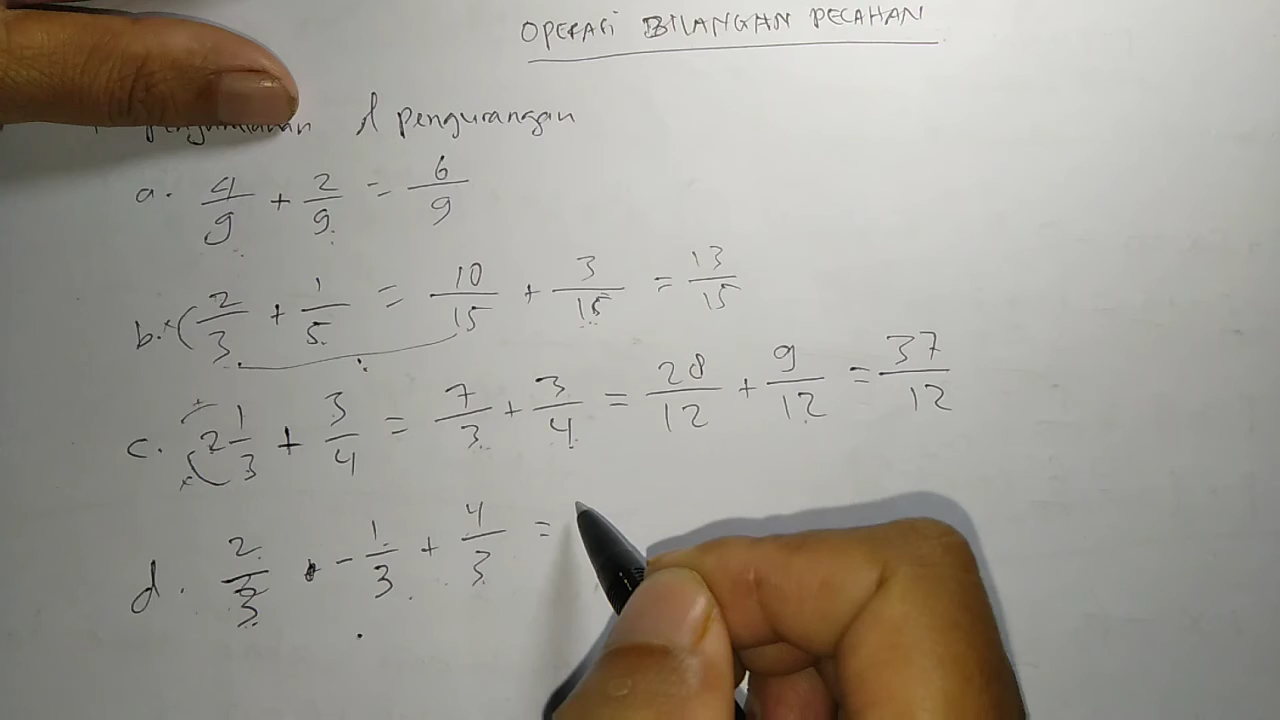 OPERASI BILANGAN PECAHAN
d pengurangan
a. 4/9 + 2/9 = 6/9
b. 2/3 + 1/5 = 10/15 + 3/15 = 13/15
c. 2 1/3 + 3/4 = 7/3 + 3/4 = 28/12 + 9/12 = 37/12
d. 2/3 - 1/3 + 4/3 =